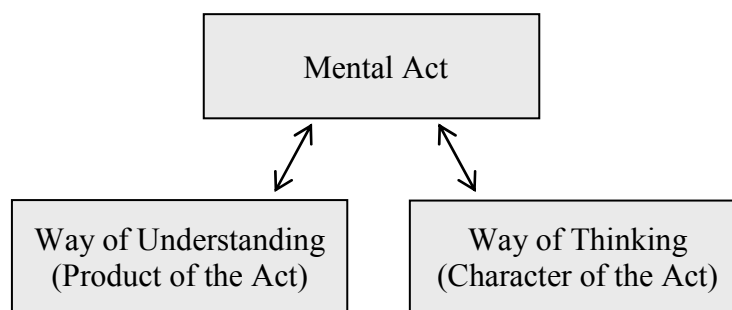 Mental Act
Way of Understanding
(Product of the Act)
Way of Thinking
(Character of the Act)